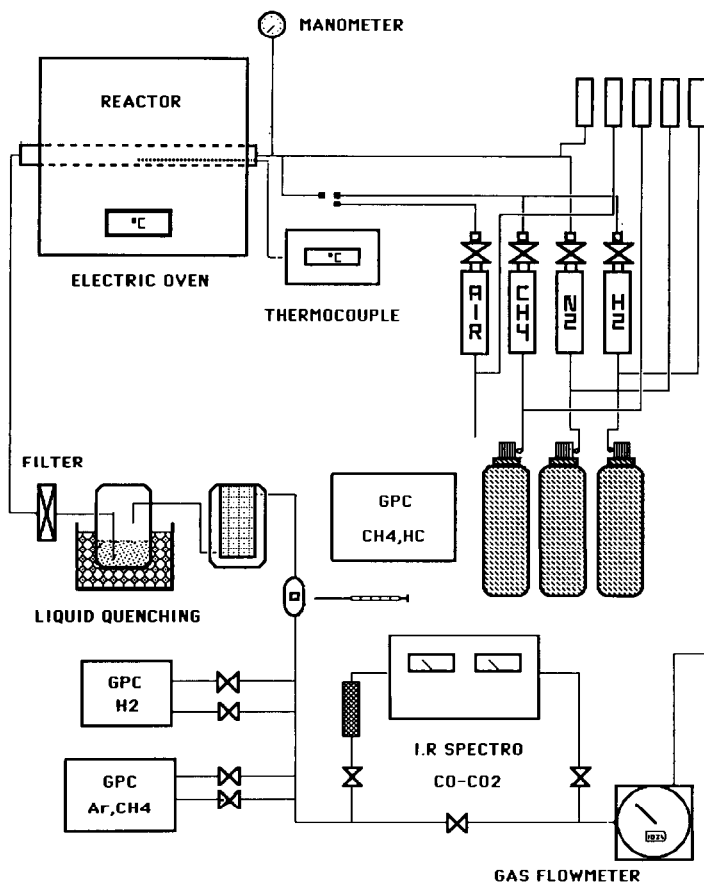 MANOMETER
REACTOR
°C
ELECTRIC OVEN
°C
THERMOCOUPLE
AIR
CH4
N2
H2
FILTER
GPC
CH4,HC
LIQUID QUENCHING
GPC
H2
I.R SPECTRO
CO-CO2
GPC
Ar,CH4
GAS FLOWMETER